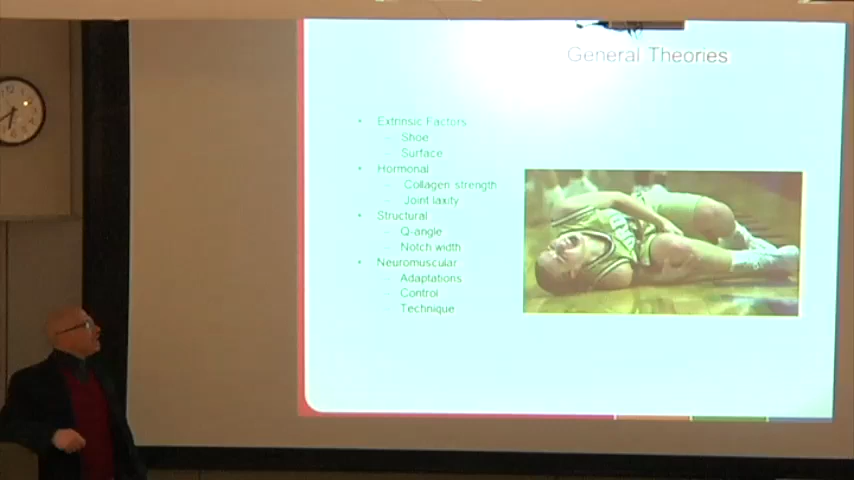 General Theories
• Extrinsic Factors
– Shoe
– Surface
• Hormonal
– Collagen strength
– Joint laxity
• Structural
– Q-angle
– Notch width
• Neuromuscular
– Adaptations
– Control
– Technique